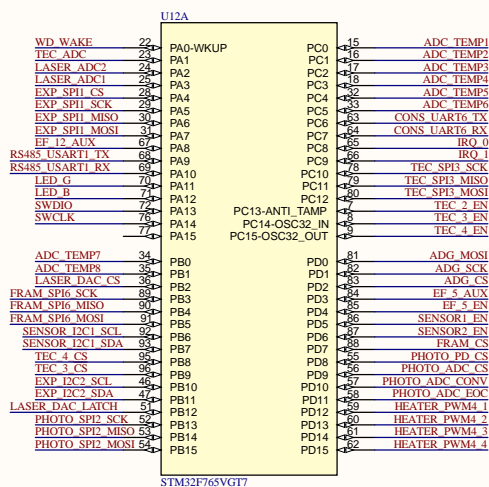 U12A
WD_WAKE 22 PA0-WKUP PC0 15 ADC_TEMP1
TEC_ADC 23 PA1 PC1 16 ADC_TEMP2
LASER_ADC2 24 PA2 PC2 17 ADC_TEMP3
LASER_ADC1 25 PA3 PC3 18 ADC_TEMP4
EXP_SPI1_CS 28 PA4 PC4 32 ADC_TEMP5
EXP_SPI1_SCK 29 PA5 PC5 33 ADC_TEMP6
EXP_SPI1_MISO 30 PA6 PC6 63 CONS_UART6_TX
EXP_SPI1_MOSI 31 PA7 PC7 64 CONS_UART6_RX
EF_12_AUX 67 PA8 PC8 65 IRQ_0
RS485_USART1_TX 68 PA9 PC9 66 IRQ_1
RS485_USART1_RX 69 PA10 PC10 78 TEC_SPI3_SCK
LED_G 70 PA11 PC11 79 TEC_SPI3_MISO
LED_B 71 PA12 PC12 80 TEC_SPI3_MOSI
SWDIO 72 PA13 PC13-ANTI_TAMP 7 TEC_2_EN
SWCLK 76 PA14 PC14-OSC32_IN 8 TEC_3_EN
77 PA15 PC15-OSC32_OUT 9 TEC_4_EN
ADC_TEMP7 34 PB0 PD0 81 ADG_MOSI
ADC_TEMP8 35 PB1 PD1 82 ADG_SCK
LASER_DAC_CS 36 PB2 PD2 83 ADG_CS
FRAM_SPI6_SCK 89 PB3 PD3 84 EF_5_AUX
FRAM_SPI6_MISO 90 PB4 PD4 85 EF_5_EN
FRAM_SPI6_MOSI 91 PB5 PD5 86 SENSOR1_EN
SENSOR_I2C1_SCL 92 PB6 PD6 87 SENSOR2_EN
SENSOR_I2C1_SDA 93 PB7 PD7 88 FRAM_CS
TEC_4_CS 95 PB8 PD8 55 PHOTO_PD_CS
TEC_3_CS 96 PB9 PD9 56 PHOTO_ADC_CS
EXP_I2C2_SCL 46 PB10 PD10 57 PHOTO_ADC_CONV
EXP_I2C2_SDA 47 PB11 PD11 58 PHOTO_ADC_EOC
LASER_DAC_LATCH 51 PB12 PD12 59 HEATER_PWM4_1
PHOTO_SPI2_SCK 52 PB13 PD13 60 HEATER_PWM4_2
PHOTO_SPI2_MISO 53 PB14 PD14 61 HEATER_PWM4_3
PHOTO_SPI2_MOSI 54 PB15 PD15 62 HEATER_PWM4_4
STM32F765VGT7